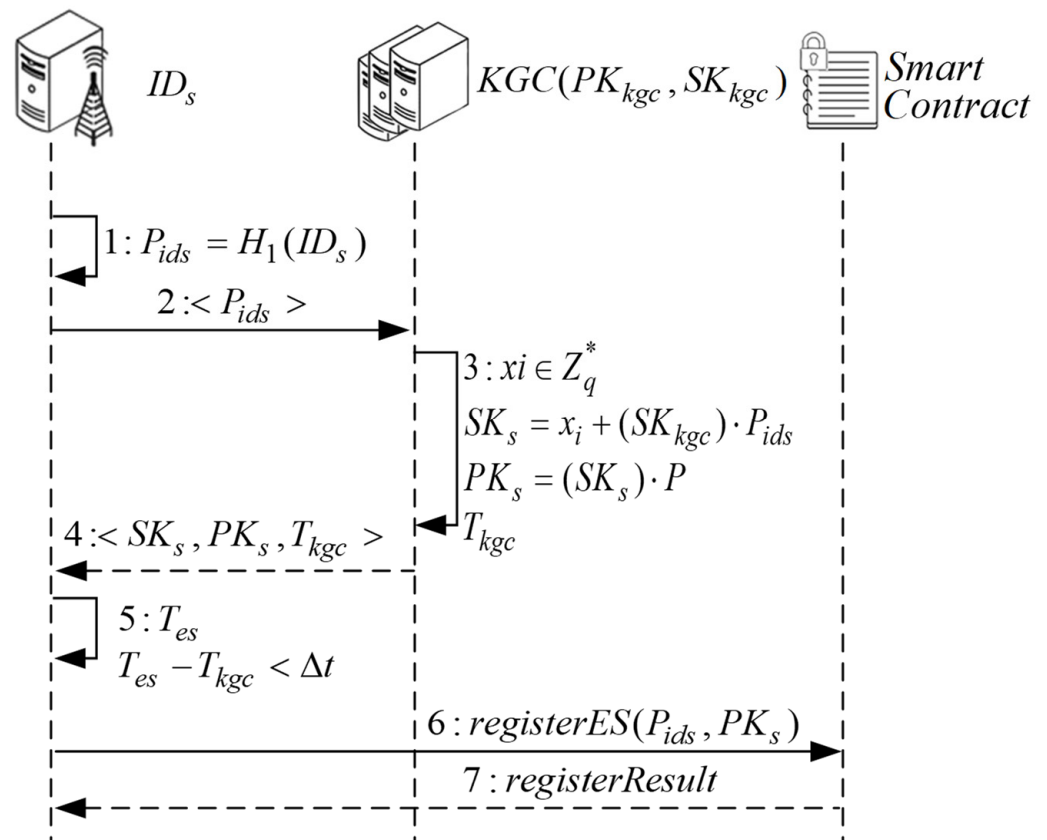 ID_s
KGC(PK_kgc, SK_kgc)
Smart
Contract
1: P_ids = H_1(ID_s)
2:< P_ids >
3: xi ∈ Z_q^*
SK_s = x_i + (SK_kgc)·P_ids
PK_s = (SK_s)·P
T_kgc
4:< SK_s, PK_s, T_kgc >
5: T_es
T_es − T_kgc < Δt
6: registerES(P_ids, PK_s)
7: registerResult